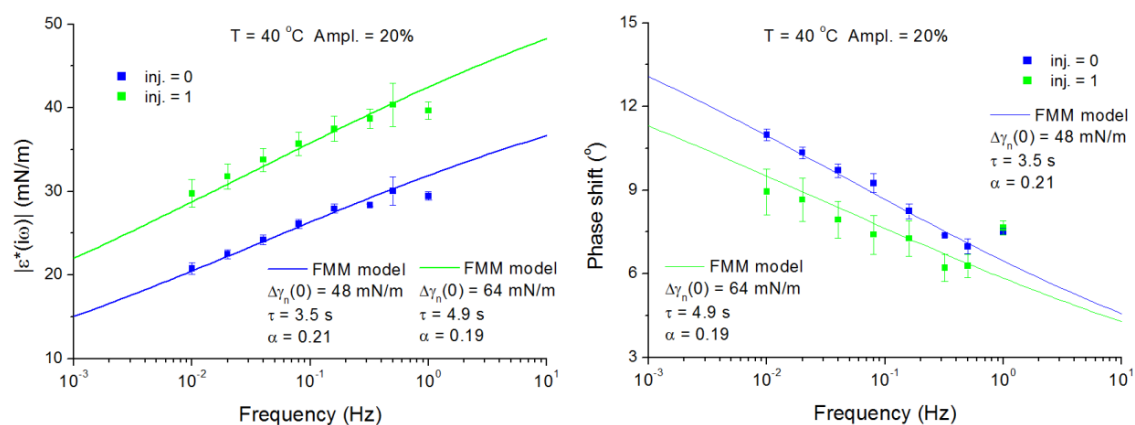 50
40
30
20
10
|ε*(iω)| (mN/m)
T = 40 °C Ampl. = 20%
inj. = 0
inj. = 1
FMM model
Δγn(0) = 48 mN/m
τ = 3.5 s
α = 0.21
FMM model
Δγn(0) = 64 mN/m
τ = 4.9 s
α = 0.19
10⁻³ 10⁻² 10⁻¹ 10⁰ 10¹
Frequency (Hz)
15
12
9
6
3
Phase shift (°)
T = 40 °C Ampl. = 20%
inj. = 0
inj. = 1
FMM model
Δγn(0) = 48 mN/m
τ = 3.5 s
α = 0.21
FMM model
Δγn(0) = 64 mN/m
τ = 4.9 s
α = 0.19
10⁻³ 10⁻² 10⁻¹ 10⁰ 10¹
Frequency (Hz)